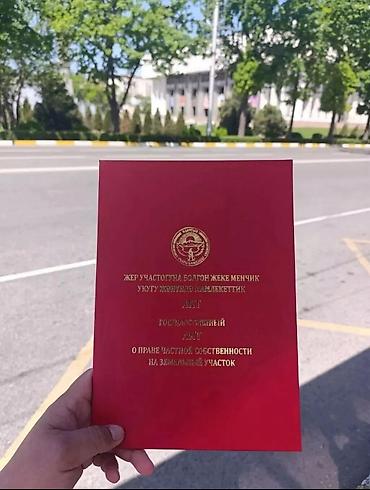 ЖЕР УЧАСТОГУНА БОЛГОН ЖЕКЕ МЕНЧИК
УКУГУ ЖӨНҮНДӨ МАМЛЕКЕТТИК
АКТ
ГОСУДАРСТВЕННЫЙ
АКТ
О ПРАВЕ ЧАСТНОЙ СОБСТВЕННОСТИ
НА ЗЕМЕЛЬНЫЙ УЧАСТОК